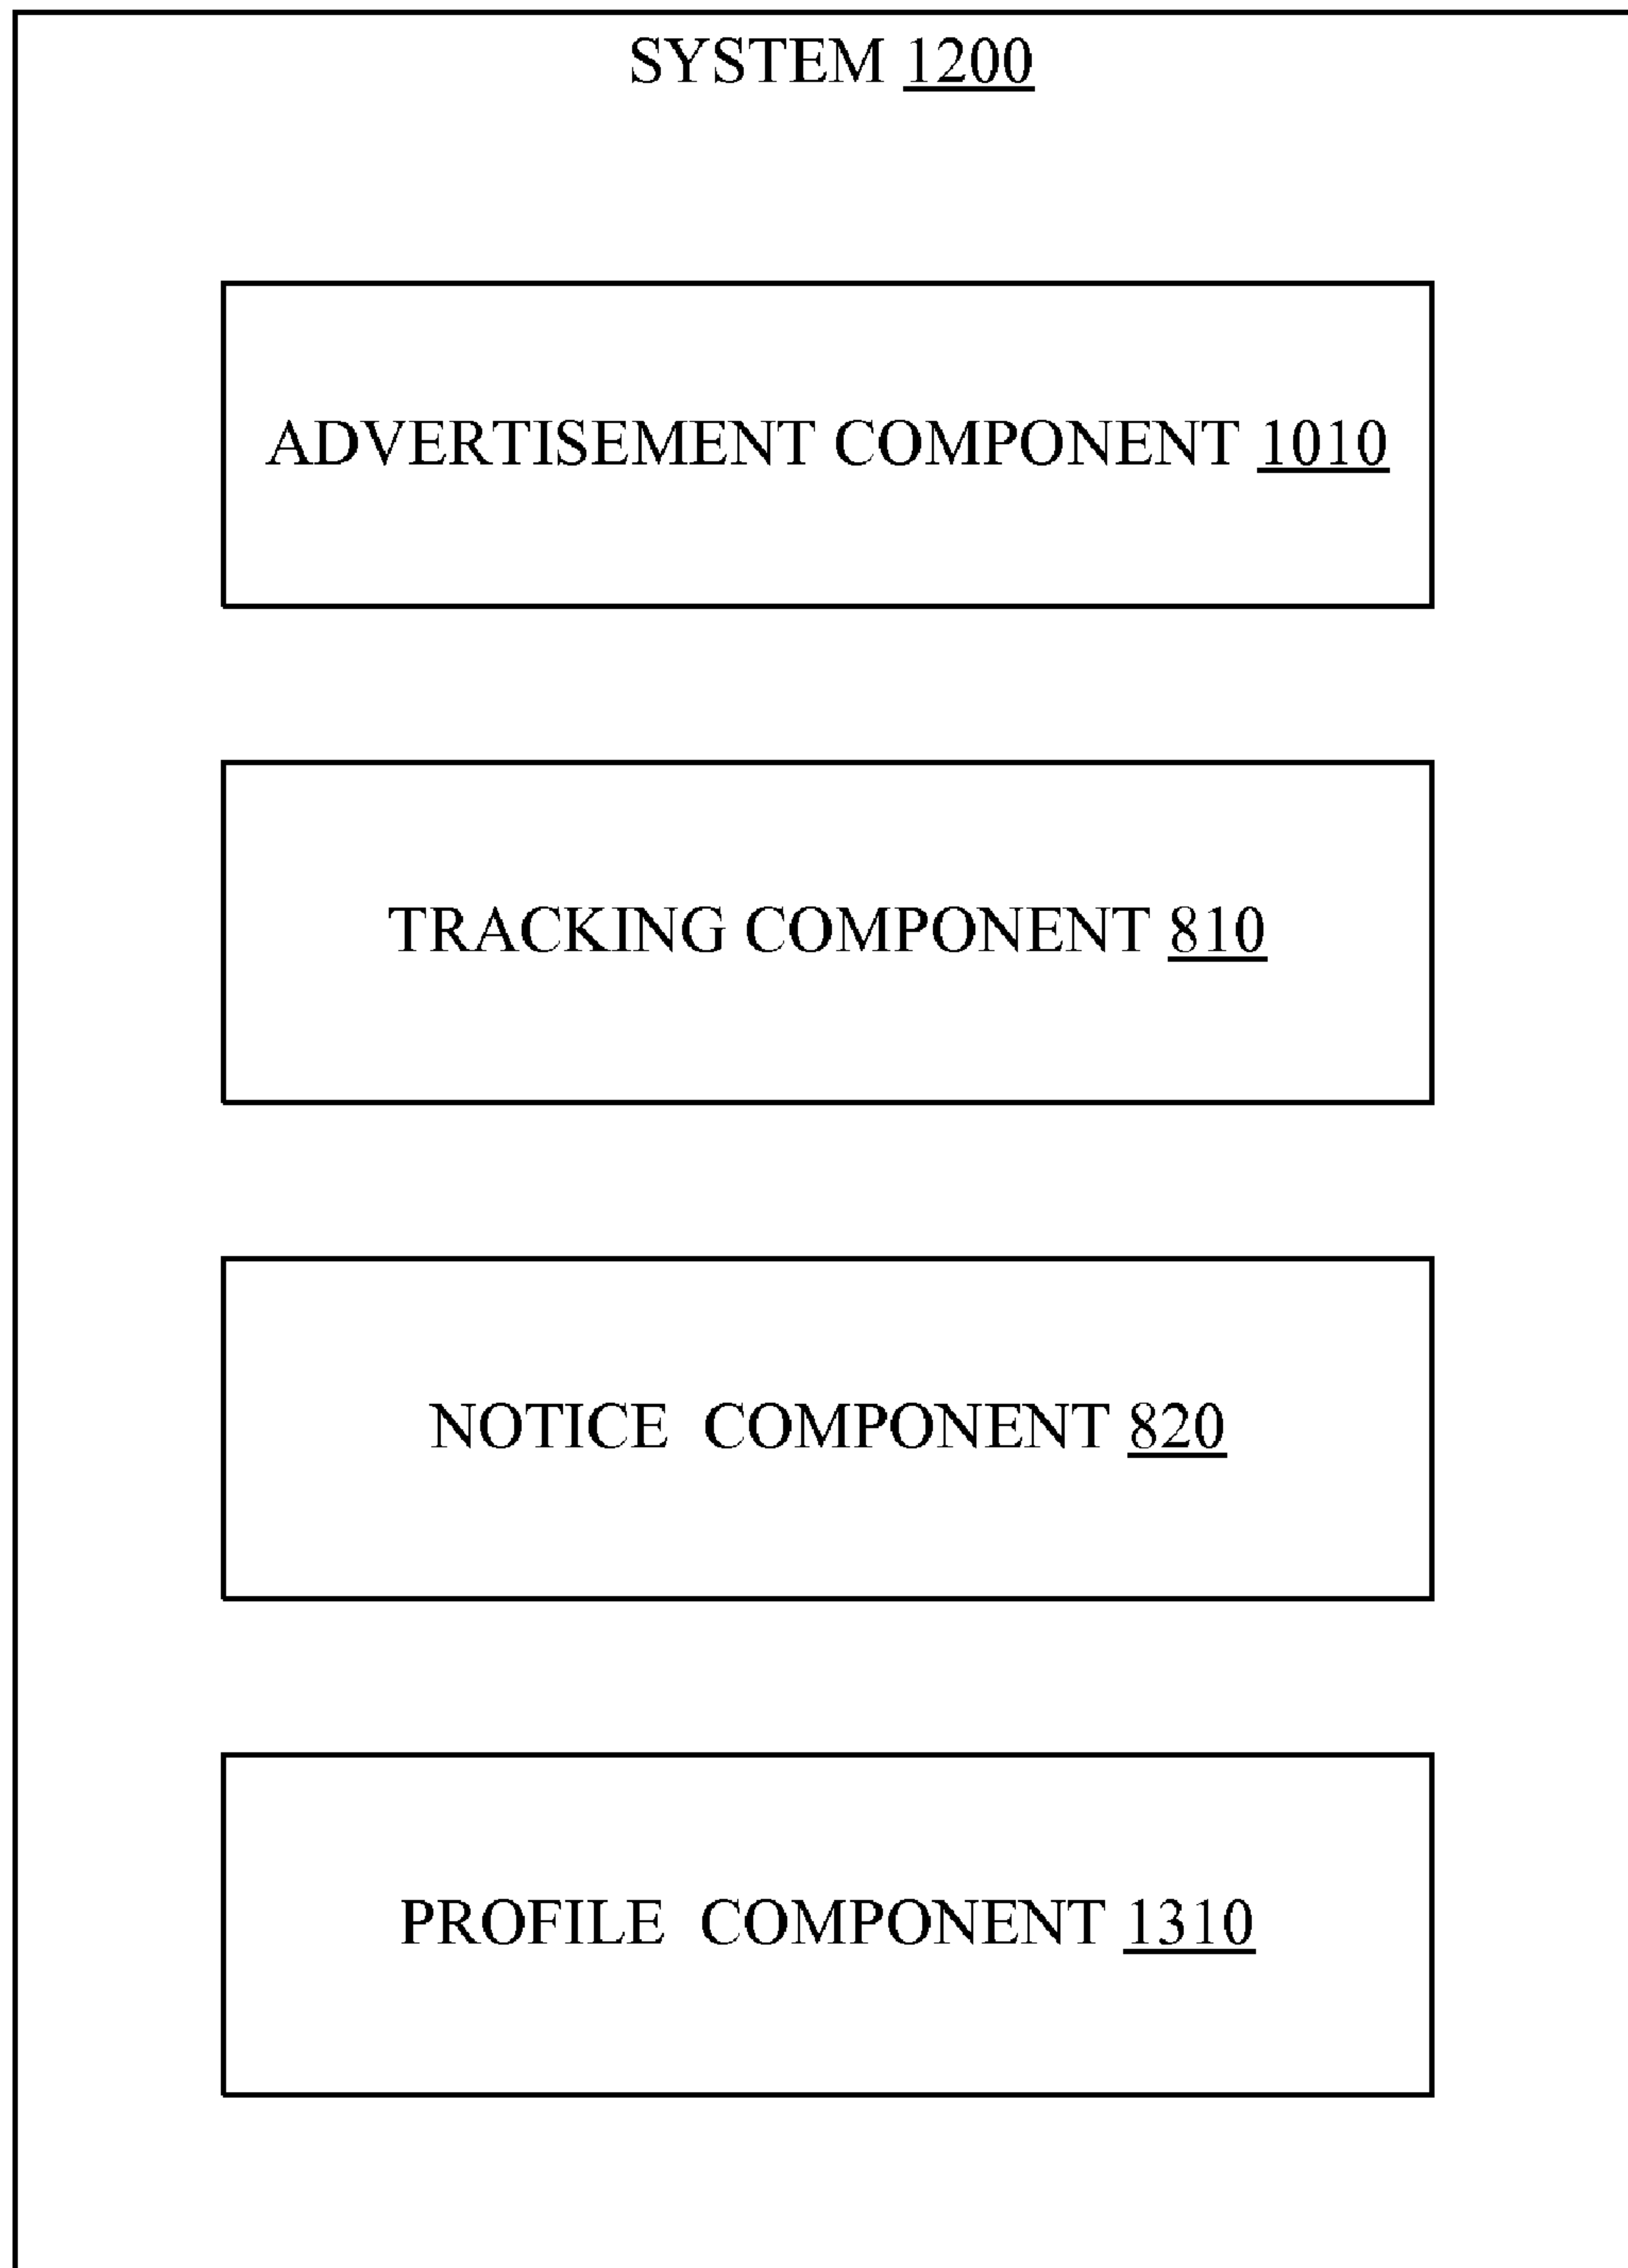 SYSTEM 1200
ADVERTISEMENT COMPONENT 1010
TRACKING COMPONENT 810
NOTICE COMPONENT 820
PROFILE COMPONENT 1310